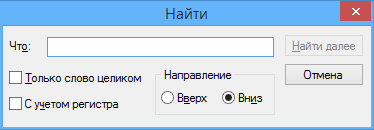 Найти
Что:
Найти далее
Только слово целиком
Направление
Отмена
С учетом регистра
Вверх
Вниз